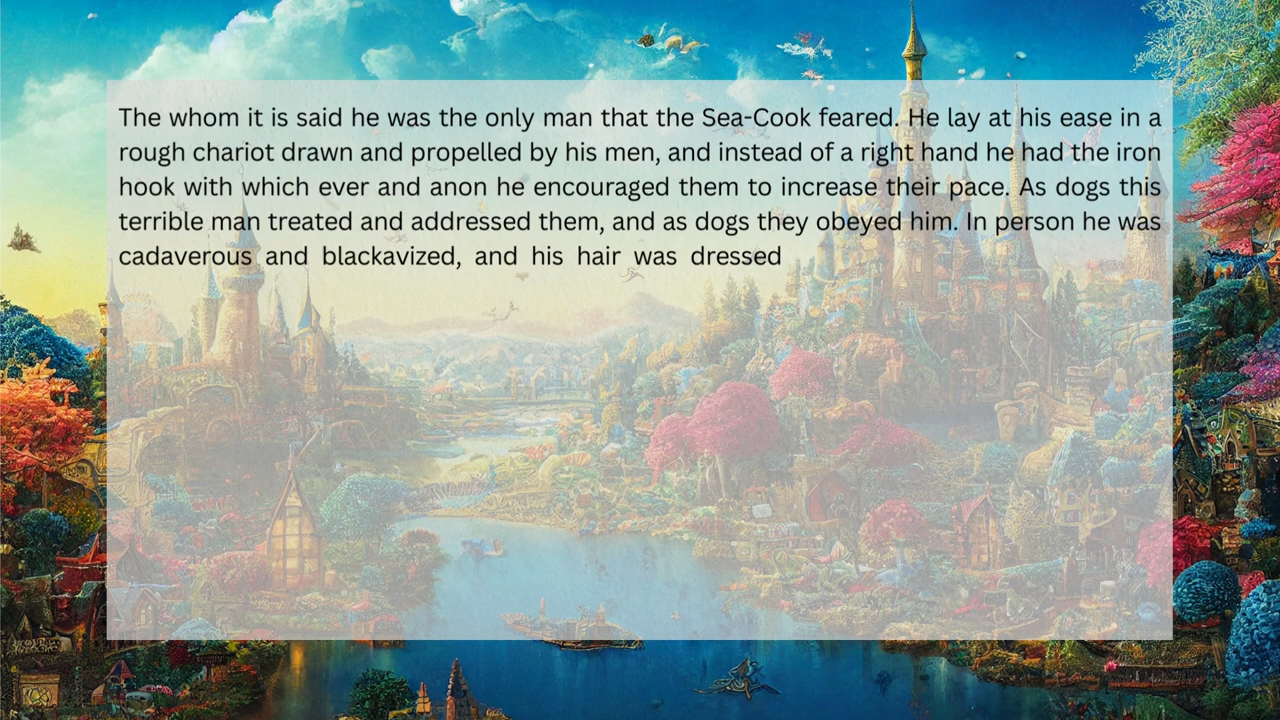 The whom it is said he was the only man that the Sea-Cook feared. He lay at his ease in a
rough chariot drawn and propelled by his men, and instead of a right hand he had the iron
hook with which ever and anon he encouraged them to increase their pace. As dogs this
terrible man treated and addressed them, and as dogs they obeyed him. In person he was
cadaverous and blackavized, and his hair was dressed